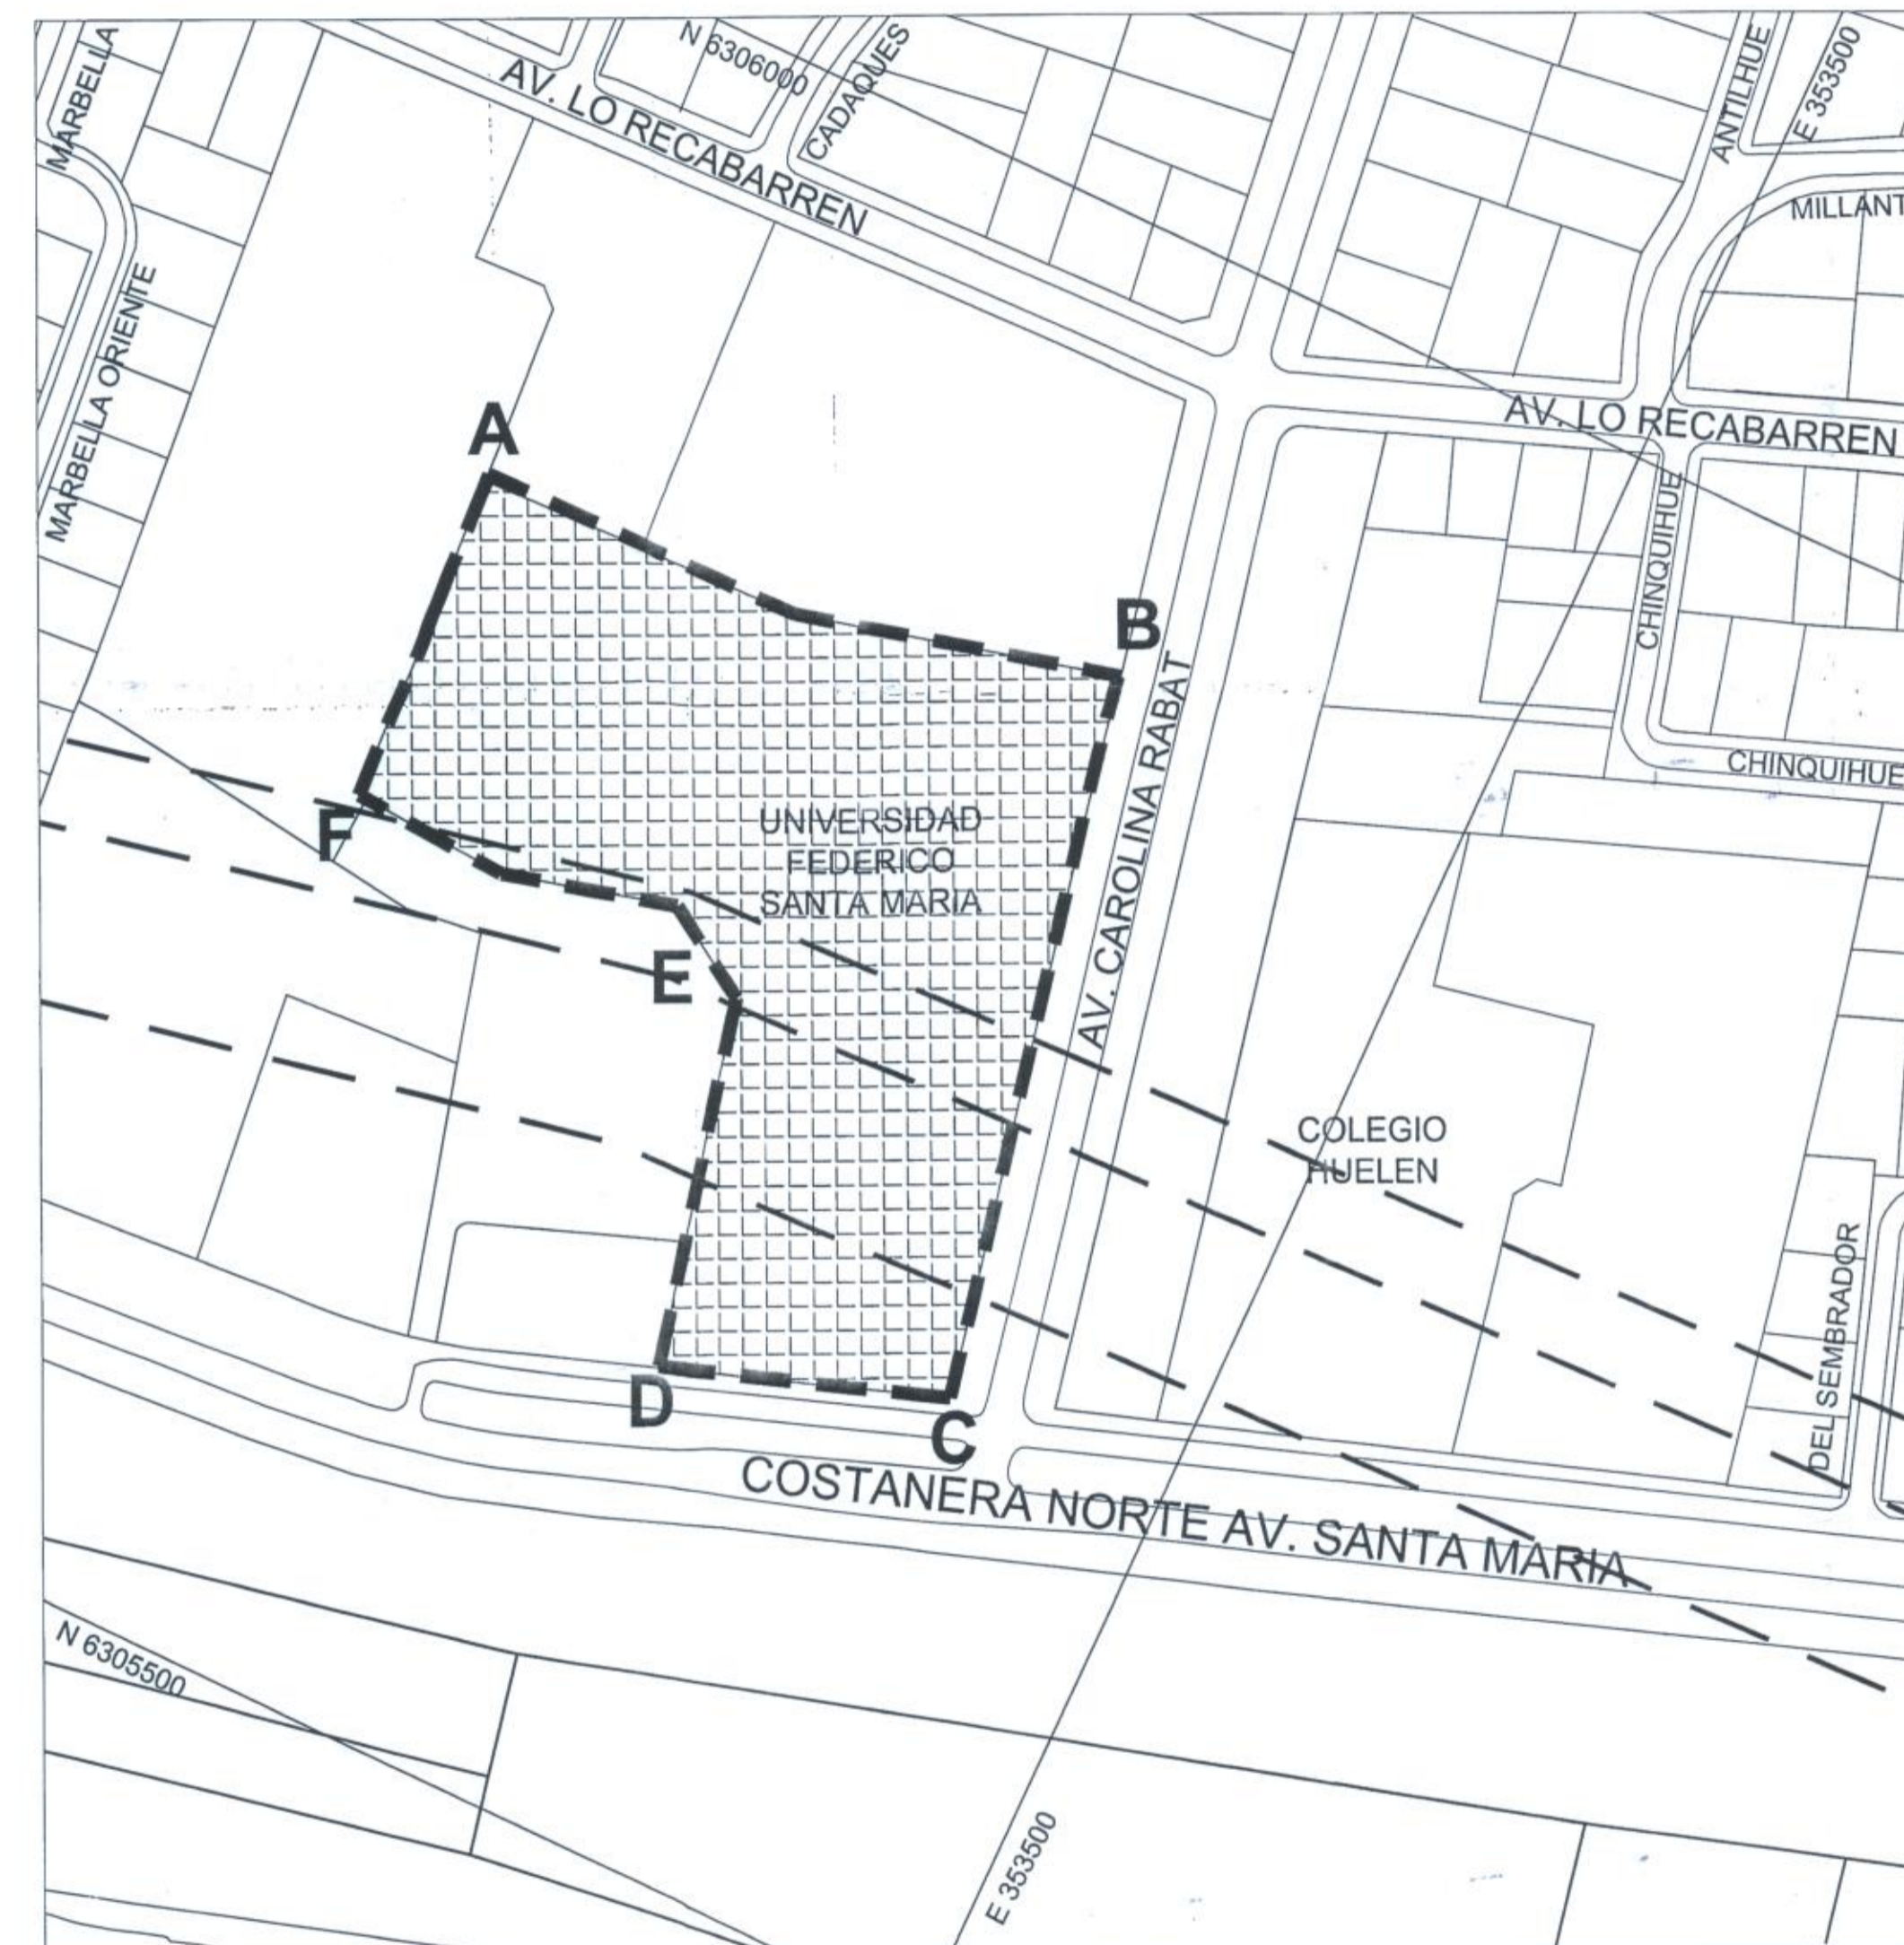 MARBELLA
N 6306000
CADAQUES
AV. LO RECABARREN
ANTILHUE
E 353500
MILLANT
MARBELLA ORIENTE
A
AV. LO RECABARREN
CHINQUIHUE
B
CHINQUIHUE
AV. CAROLINA RABAT
UNIVERSIDAD
FEDERICO
SANTA MARIA
F
E
COLEGIO
HUELEN
DEL SEMBRADOR
D
C
COSTANERA NORTE AV. SANTA MARIA
N 6305500
E 353500